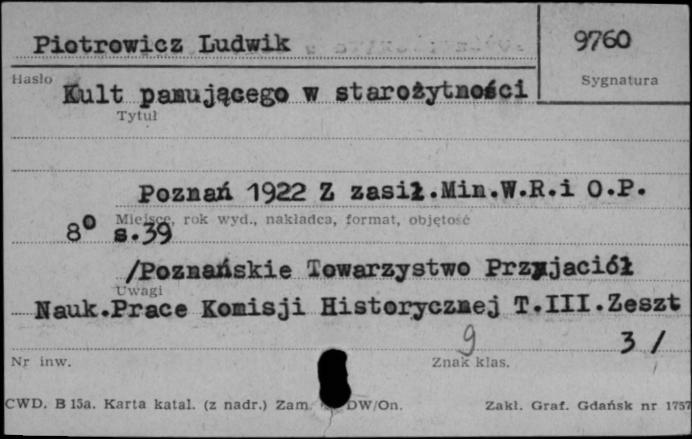 Piotrowicz Ludwik
9760
Hasło
Sygnatura
Kult panującego w starożytności
Tytuł
Poznań 1922 Z zasił.Min.W.R.i O.P.
Miejsce, rok wyd., nakładca, format, objętość
8° s.39
/Poznańskie Towarzystwo Przyjaciół
Uwagi
Nauk.Prace Komisji Historycznej T.III.Zeszt
9 3 /
Nr inw. Znak klas.
CWD. B 15a. Karta katal. (z nadr.) Zam. DW/On. Zakł. Graf. Gdańsk nr 1757